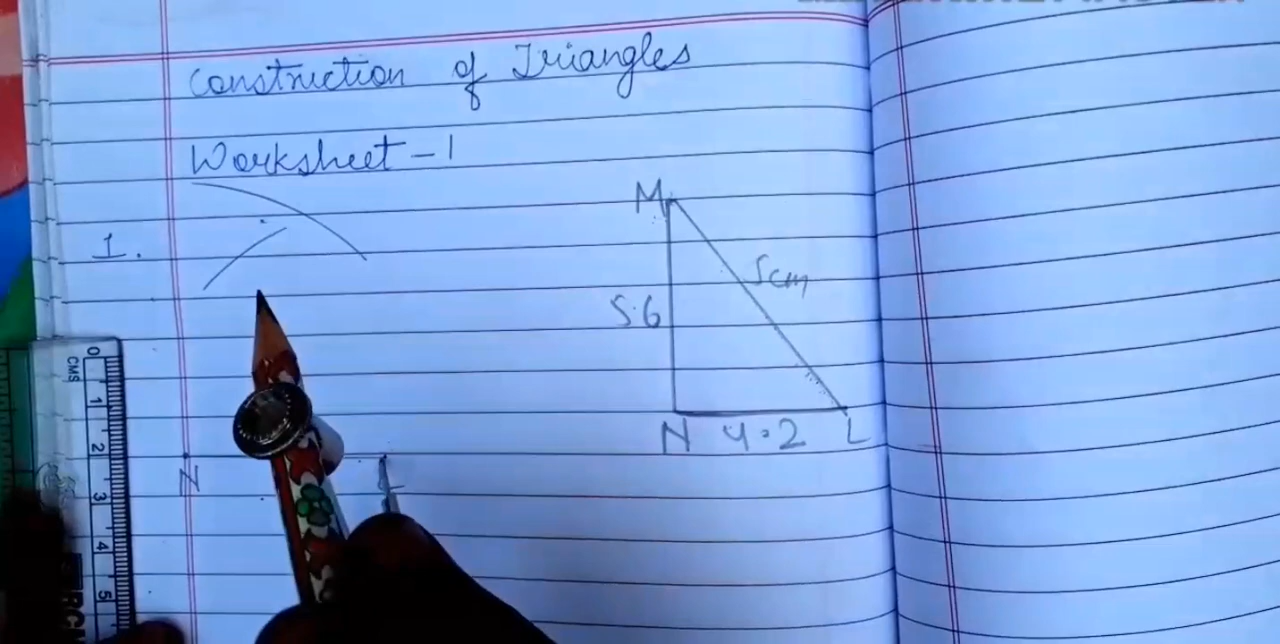 Construction of Triangles
Worksheet - 1
1.
M
5cm
5.6
N 4.2 L
N L
0 1 2 3 4 5
CMS